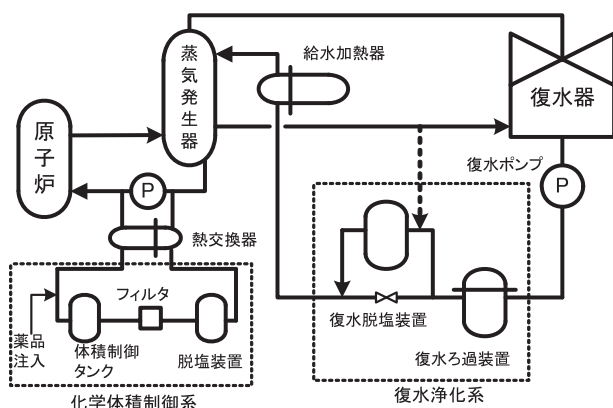 給水加熱器
蒸気発生器
復水器
原子炉
P
復水ポンプ
P
熱交換器
薬品
注入
フィルタ
体積制御
タンク
脱塩装置
復水脱塩装置
復水ろ過装置
化学体積制御系
復水浄化系